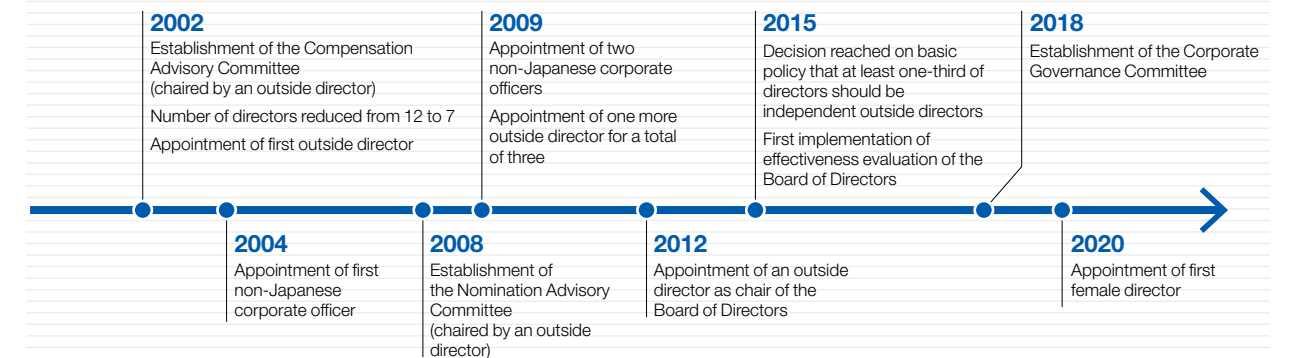 2002
Establishment of the Compensation
Advisory Committee
(chaired by an outside director)
Number of directors reduced from 12 to 7
Appointment of first outside director
2009
Appointment of two
non-Japanese corporate
officers
Appointment of one more
outside director for a total
of three
2015
Decision reached on basic
policy that at least one-third of
directors should be
independent outside directors
First implementation of
effectiveness evaluation of the
Board of Directors
2018
Establishment of the Corporate
Governance Committee
2004
Appointment of first
non-Japanese
corporate officer
2008
Establishment of
the Nomination Advisory
Committee
(chaired by an outside
director)
2012
Appointment of an outside
director as chair of the
Board of Directors
2020
Appointment of first
female director